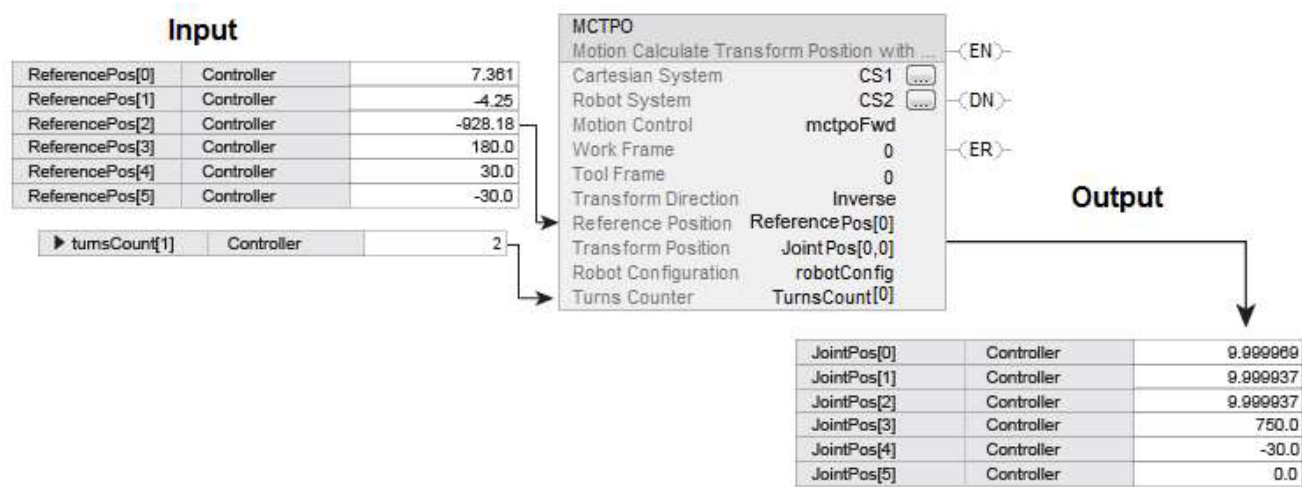 Input
ReferencePos[0] Controller 7.361
ReferencePos[1] Controller -4.25
ReferencePos[2] Controller -928.18
ReferencePos[3] Controller 180.0
ReferencePos[4] Controller 30.0
ReferencePos[5] Controller -30.0
turnsCount[1] Controller 2
MCTPO
Motion Calculate Transform Position with ...
Cartesian System CS1 ...
Robot System CS2 ...
Motion Control mctpoFwd
Work Frame 0
Tool Frame 0
Transform Direction Inverse
Reference Position ReferencePos[0]
Transform Position JointPos[0,0]
Robot Configuration robotConfig
Turns Counter TurnsCount[0]
EN
DN
ER
Output
JointPos[0] Controller 9.999969
JointPos[1] Controller 9.999937
JointPos[2] Controller 9.999937
JointPos[3] Controller 750.0
JointPos[4] Controller -30.0
JointPos[5] Controller 0.0